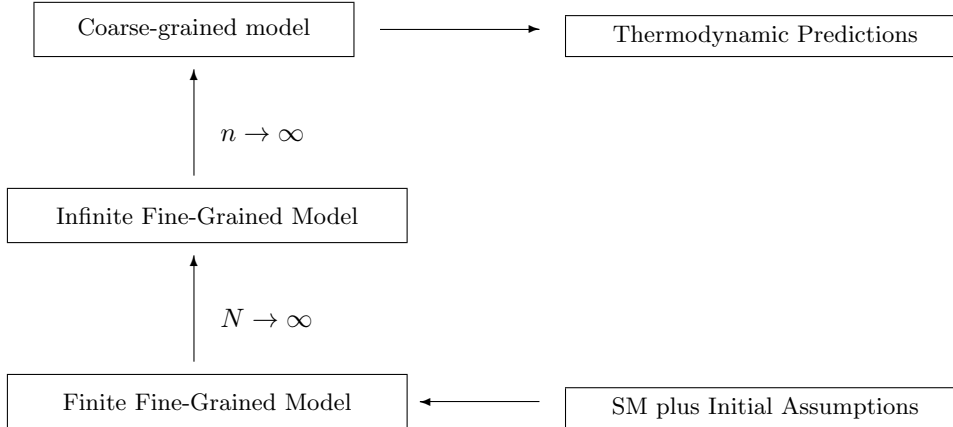 Coarse-grained model
Thermodynamic Predictions
n → ∞
Infinite Fine-Grained Model
N → ∞
Finite Fine-Grained Model
SM plus Initial Assumptions